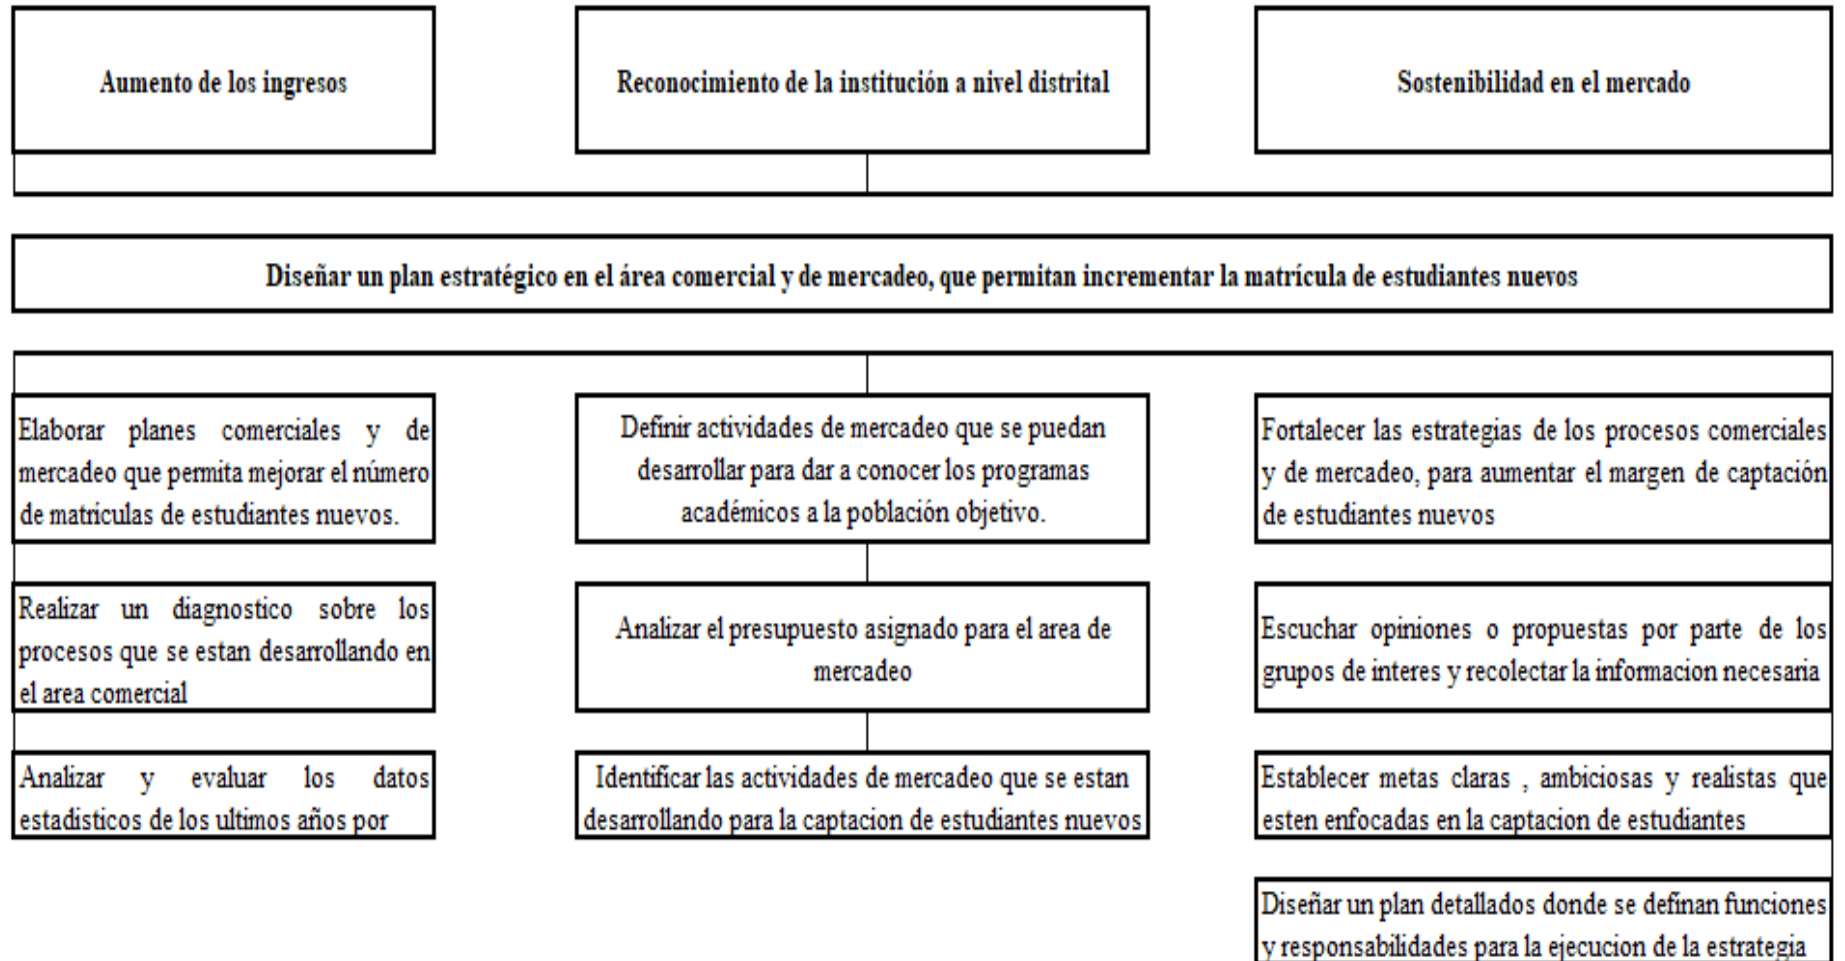 Aumento de los ingresos
Reconocimiento de la institución a nivel distrital
Sostenibilidad en el mercado
Diseñar un plan estratégico en el área comercial y de mercadeo, que permitan incrementar la matrícula de estudiantes nuevos
Elaborar planes comerciales y de
mercadeo que permita mejorar el número
de matriculas de estudiantes nuevos.
Definir actividades de mercadeo que se puedan
desarrollar para dar a conocer los programas
académicos a la población objetivo.
Fortalecer las estrategias de los procesos comerciales
y de mercadeo, para aumentar el margen de captación
de estudiantes nuevos
Realizar un diagnostico sobre los
procesos que se estan desarrollando en
el area comercial
Analizar el presupuesto asignado para el area de
mercadeo
Escuchar opiniones o propuestas por parte de los
grupos de interes y recolectar la informacion necesaria
Analizar y evaluar los datos
estadisticos de los ultimos años por
Identificar las actividades de mercadeo que se estan
desarrollando para la captacion de estudiantes nuevos
Establecer metas claras , ambiciosas y realistas que
esten enfocadas en la captacion de estudiantes
Diseñar un plan detallados donde se definan funciones
y responsabilidades para la ejecucion de la estrategia